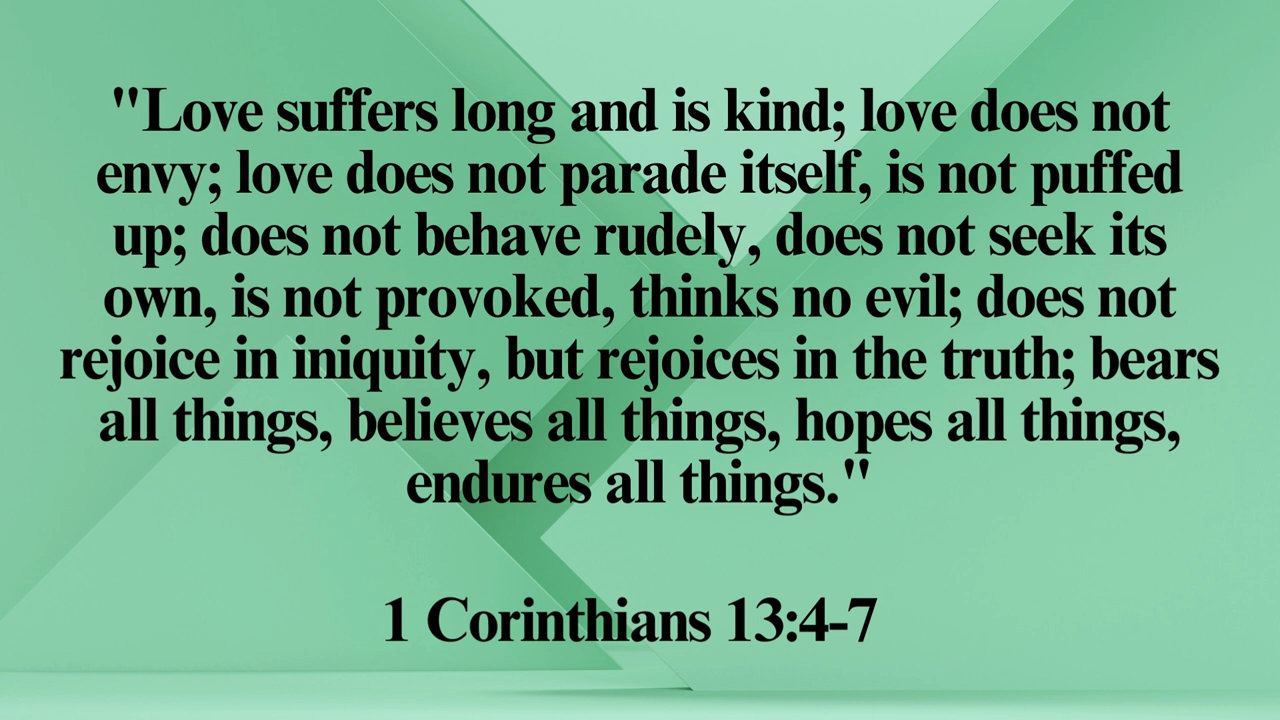 "Love suffers long and is kind; love does not
envy; love does not parade itself, is not puffed
up; does not behave rudely, does not seek its
own, is not provoked, thinks no evil; does not
rejoice in iniquity, but rejoices in the truth; bears
all things, believes all things, hopes all things,
endures all things."
1 Corinthians 13:4-7